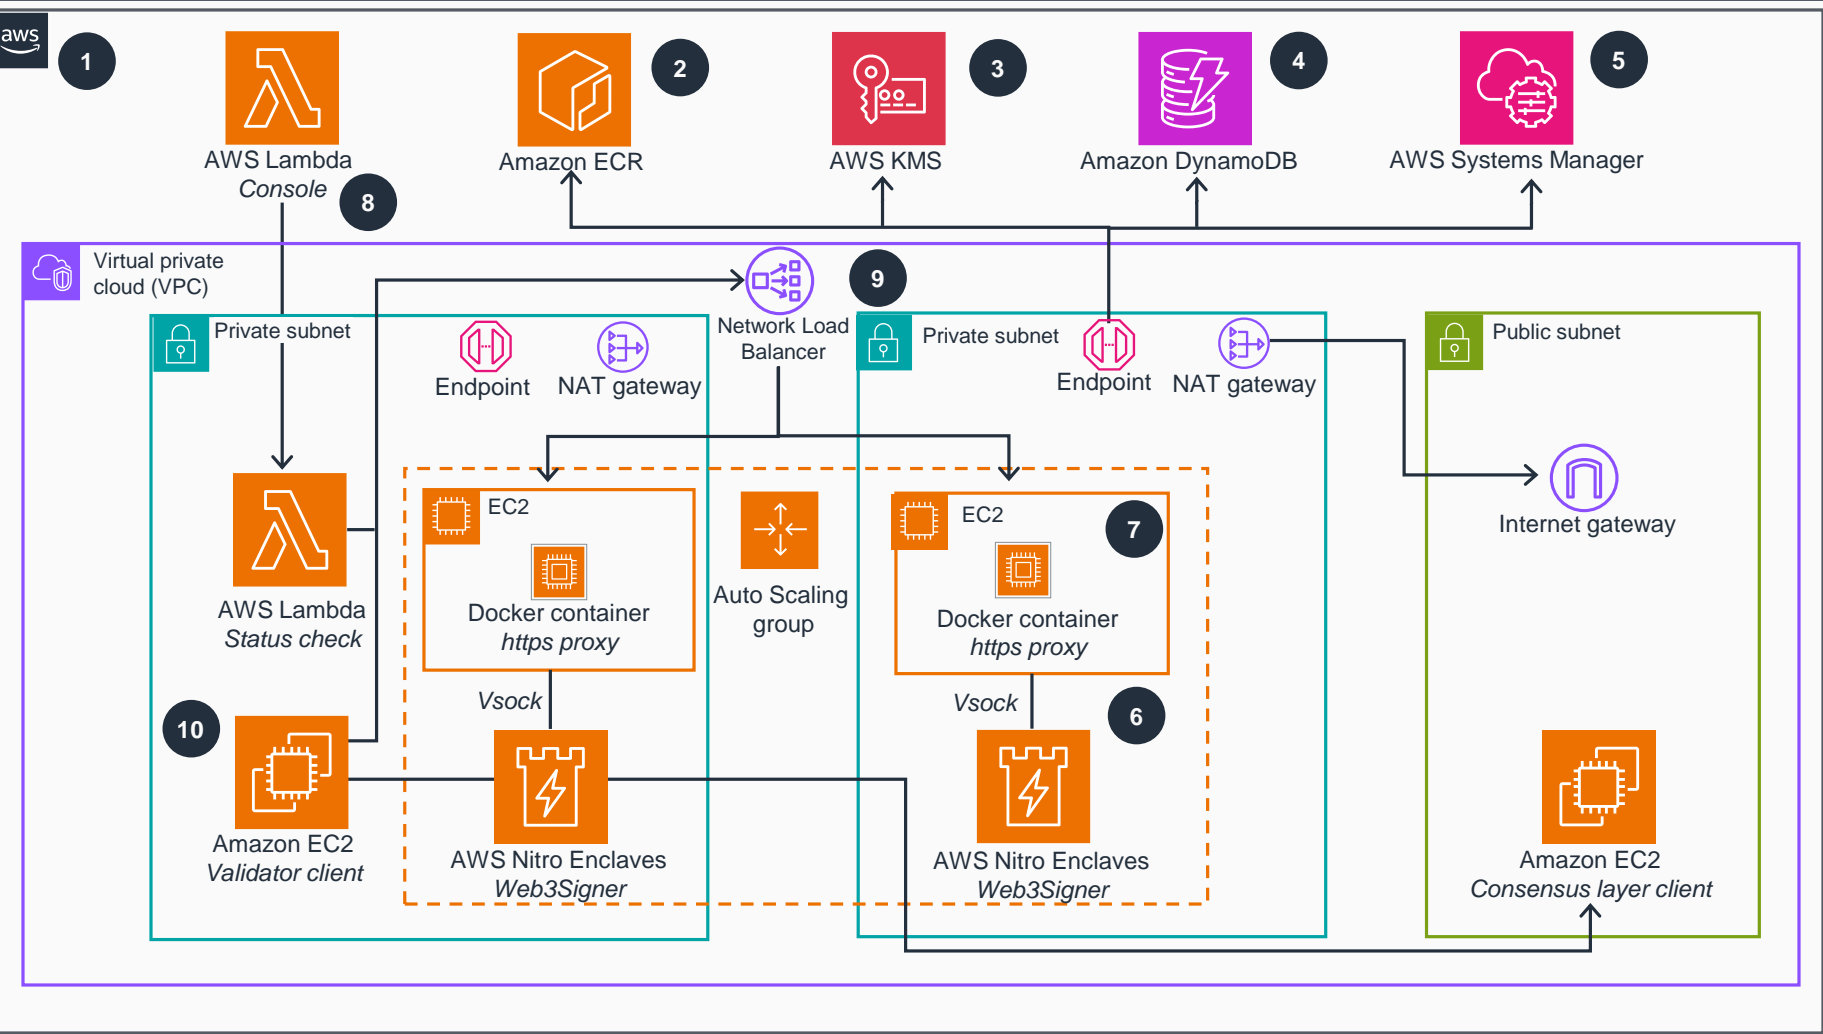 aws
1
2
3
4
5
AWS Lambda
Console
Amazon ECR
AWS KMS
Amazon DynamoDB
AWS Systems Manager
8
Virtual private
cloud (VPC)
9
Network Load
Balancer
Private subnet
Endpoint
NAT gateway
Private subnet
Endpoint
NAT gateway
Public subnet
Internet gateway
EC2
Docker container
https proxy
Auto Scaling
group
EC2
7
Docker container
https proxy
AWS Lambda
Status check
Vsock
Vsock
6
10
Amazon EC2
Validator client
AWS Nitro Enclaves
Web3Signer
AWS Nitro Enclaves
Web3Signer
Amazon EC2
Consensus layer client